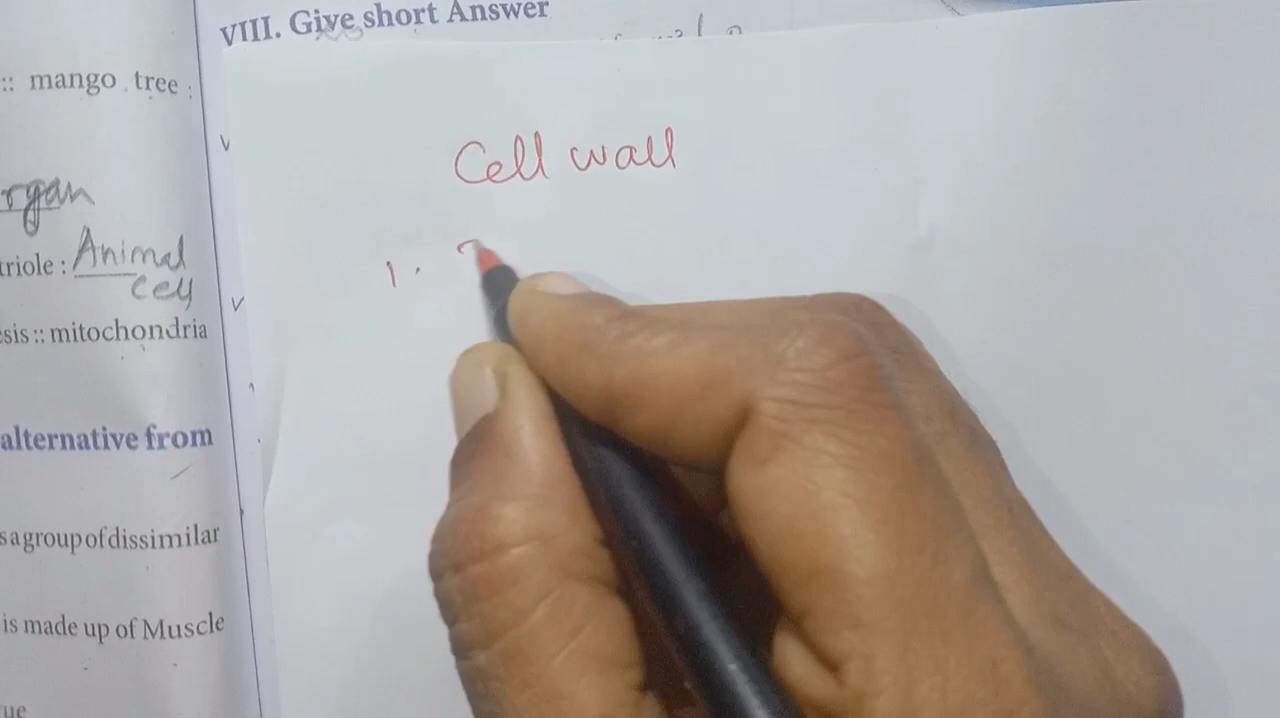 VIII. Give short Answer
:: mango tree :
Cell wall
rgan
1.
triole : Animal
cell
sis :: mitochondria
alternative from
s a group of dissimilar
is made up of Muscle
ue